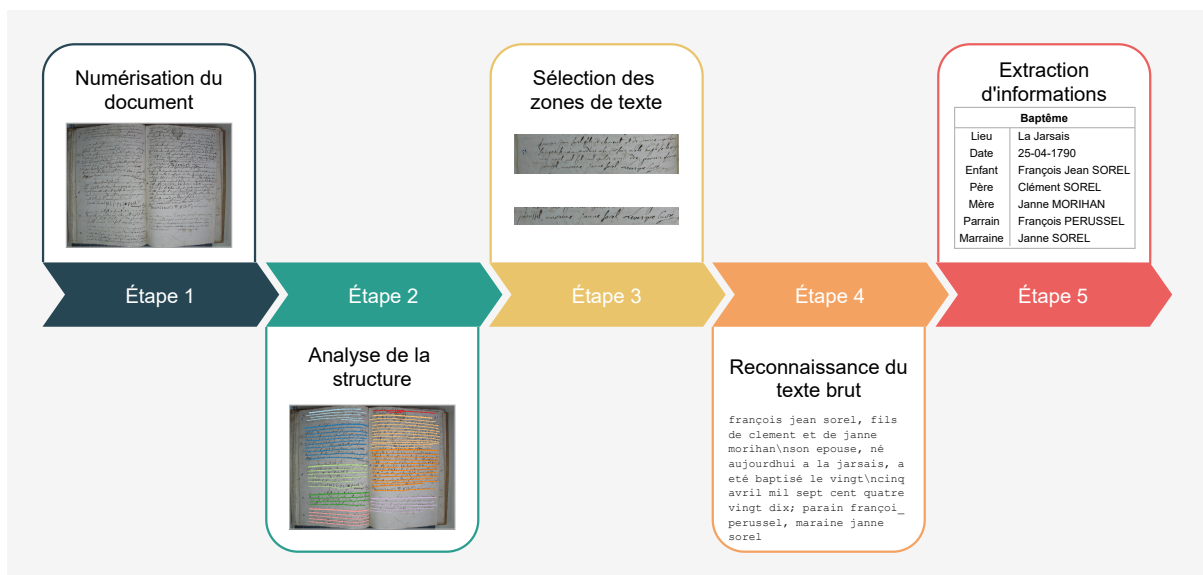 Numérisation du
document
Étape 1
Étape 2
Analyse de la
structure
Sélection des
zones de texte
Étape 3
Étape 4
Reconnaissance du
texte brut
françois jean sorel, fils
de clement et de janne
morihan\nson epouse, né
aujourdhui a la jarsais, a
eté baptisé le vingt\ncinq
avril mil sept cent quatre
vingt dix; parain françoi_
perussel, maraine janne
sorel
Extraction
d'informations
Baptême
Lieu La Jarsais
Date 25-04-1790
Enfant François Jean SOREL
Père Clément SOREL
Mère Janne MORIHAN
Parrain François PERUSSEL
Marraine Janne SOREL
Étape 5